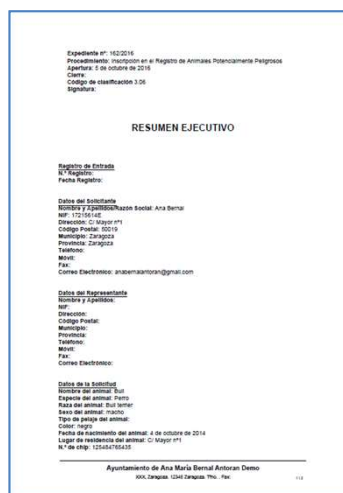 Expediente nº: 162/2016
Procedimiento: Inscripción en el Registro de Animales Potencialmente Peligrosos
Apertura: 5 de octubre de 2016
Cierre:
Código de clasificación 3.06
Signatura:
RESUMEN EJECUTIVO
Registro de Entrada
N.º Registro:
Fecha Registro:
Datos del Solicitante
Nombre y Apellidos/Razón Social: Ana Bernal
NIF: 17215614E
Dirección: C/ Mayor nº1
Código Postal: 50019
Municipio: Zaragoza
Provincia: Zaragoza
Teléfono:
Móvil:
Fax:
Correo Electrónico: anabernalantoran@gmail.com
Datos del Representante
Nombre y Apellidos:
NIF:
Dirección:
Código Postal:
Municipio:
Provincia:
Teléfono:
Móvil:
Fax:
Correo Electrónico:
Datos de la Solicitud
Nombre del animal: Bull
Especie del animal: Perro
Raza del animal: Bull terrier
Sexo del animal: macho
Tipo de pelaje del animal:
Color: negro
Fecha de nacimiento del animal: 4 de octubre de 2014
Lugar de residencia del animal: C/ Mayor nº1
N.º de chip: 125484765435
Ayuntamiento de Ana María Bernal Antoran Demo
XXX, Zaragoza. 12345 Zaragoza. Tfno. . Fax: